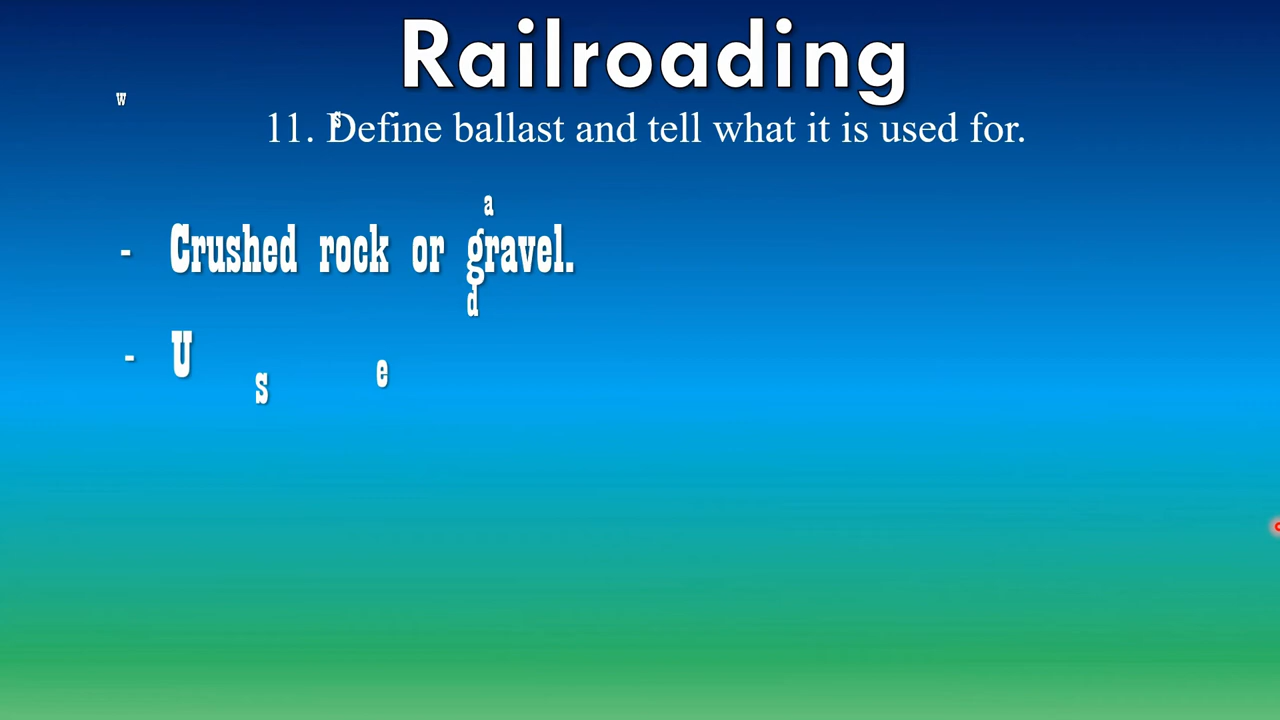 Railroading
w
11. Define ballast and tell what it is used for.
s
a
- Crushed rock or gravel.
d
- U s e